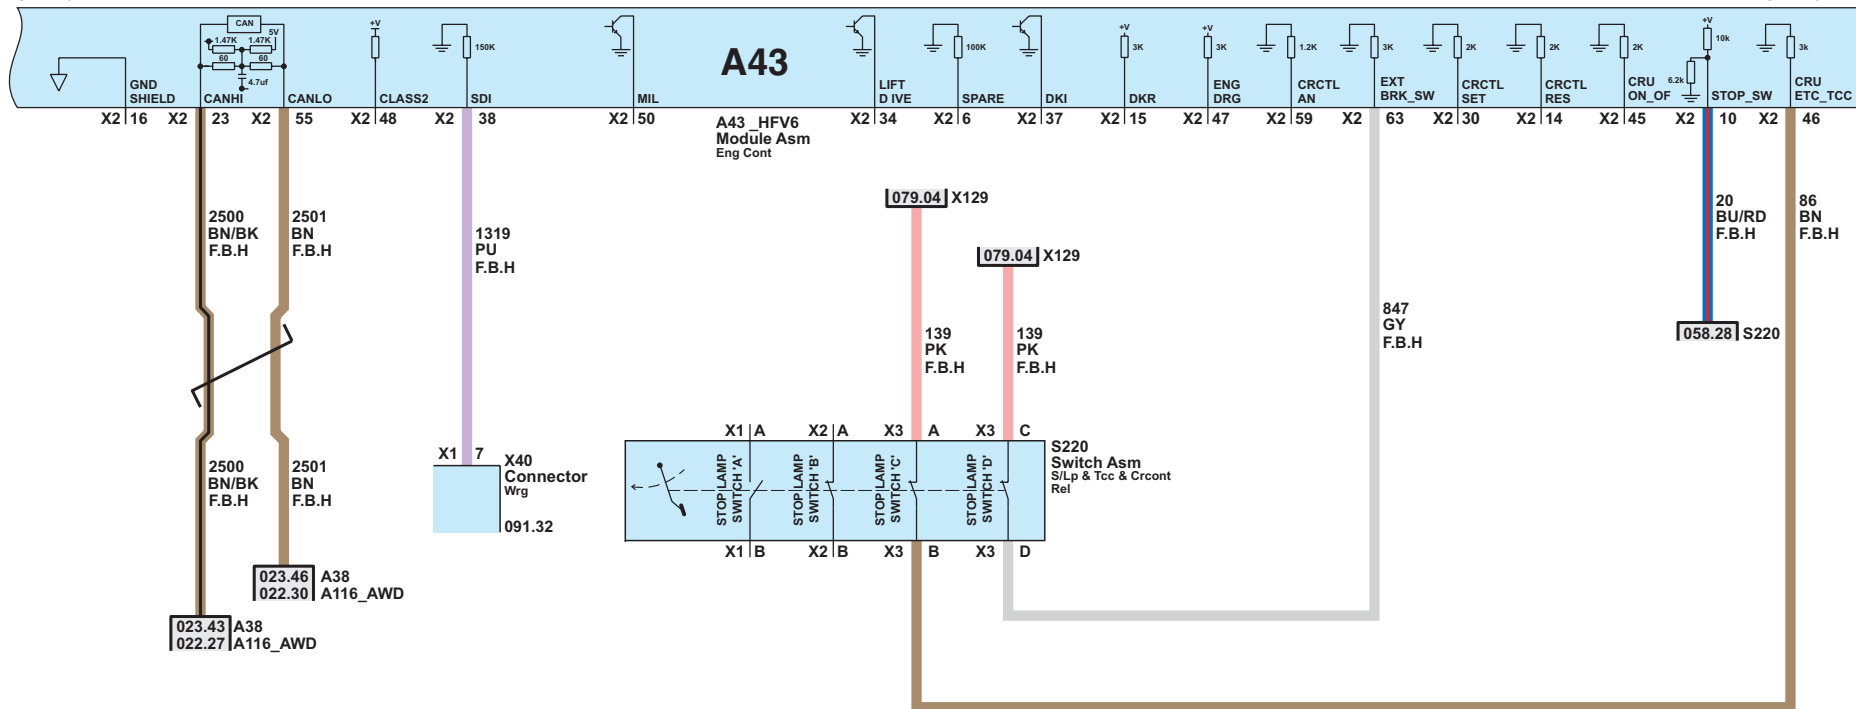 CAN
5V
1.47K 1.47K
60 60
4.7uf
+V
150K
A43
100K
+V
3K
+V
3K
1.2K
3K
2K
2K
2K
+V
10k
6.2k
3k
GND
SHIELD
CANHI
CANLO
CLASS2
SDI
MIL
LIFT
D IVE
SPARE
DKI
DKR
ENG
DRG
CRCTL
AN
EXT
BRK_SW
CRCTL
SET
CRCTL
RES
CRU
ON_OF
STOP_SW
CRU
ETC_TCC
X2 16
X2 23
X2 55
X2 48
X2 38
X2 50
A43_HFV6
Module Asm
Eng Cont
X2 34
X2 6
X2 37
X2 15
X2 47
X2 59
X2 63
X2 30
X2 14
X2 45
X2 10
X2 46
2500
BN/BK
F.B.H
2501
BN
F.B.H
1319
PU
F.B.H
079.04 X129
079.04 X129
20
BU/RD
F.B.H
86
BN
F.B.H
139
PK
F.B.H
139
PK
F.B.H
847
GY
F.B.H
058.28 S220
2500
BN/BK
F.B.H
2501
BN
F.B.H
X1 7
X40
Connector
Wrg
091.32
X1 A
X2 A
X3 A
X3 C
S220
Switch Asm
S/Lp & Tcc & Crcont
Rel
STOP LAMP
SWITCH 'A'
STOP LAMP
SWITCH 'B'
STOP LAMP
SWITCH 'C'
STOP LAMP
SWITCH 'D'
X1 B
X2 B
X3 B
X3 D
023.46 A38
022.30 A116_AWD
023.43 A38
022.27 A116_AWD